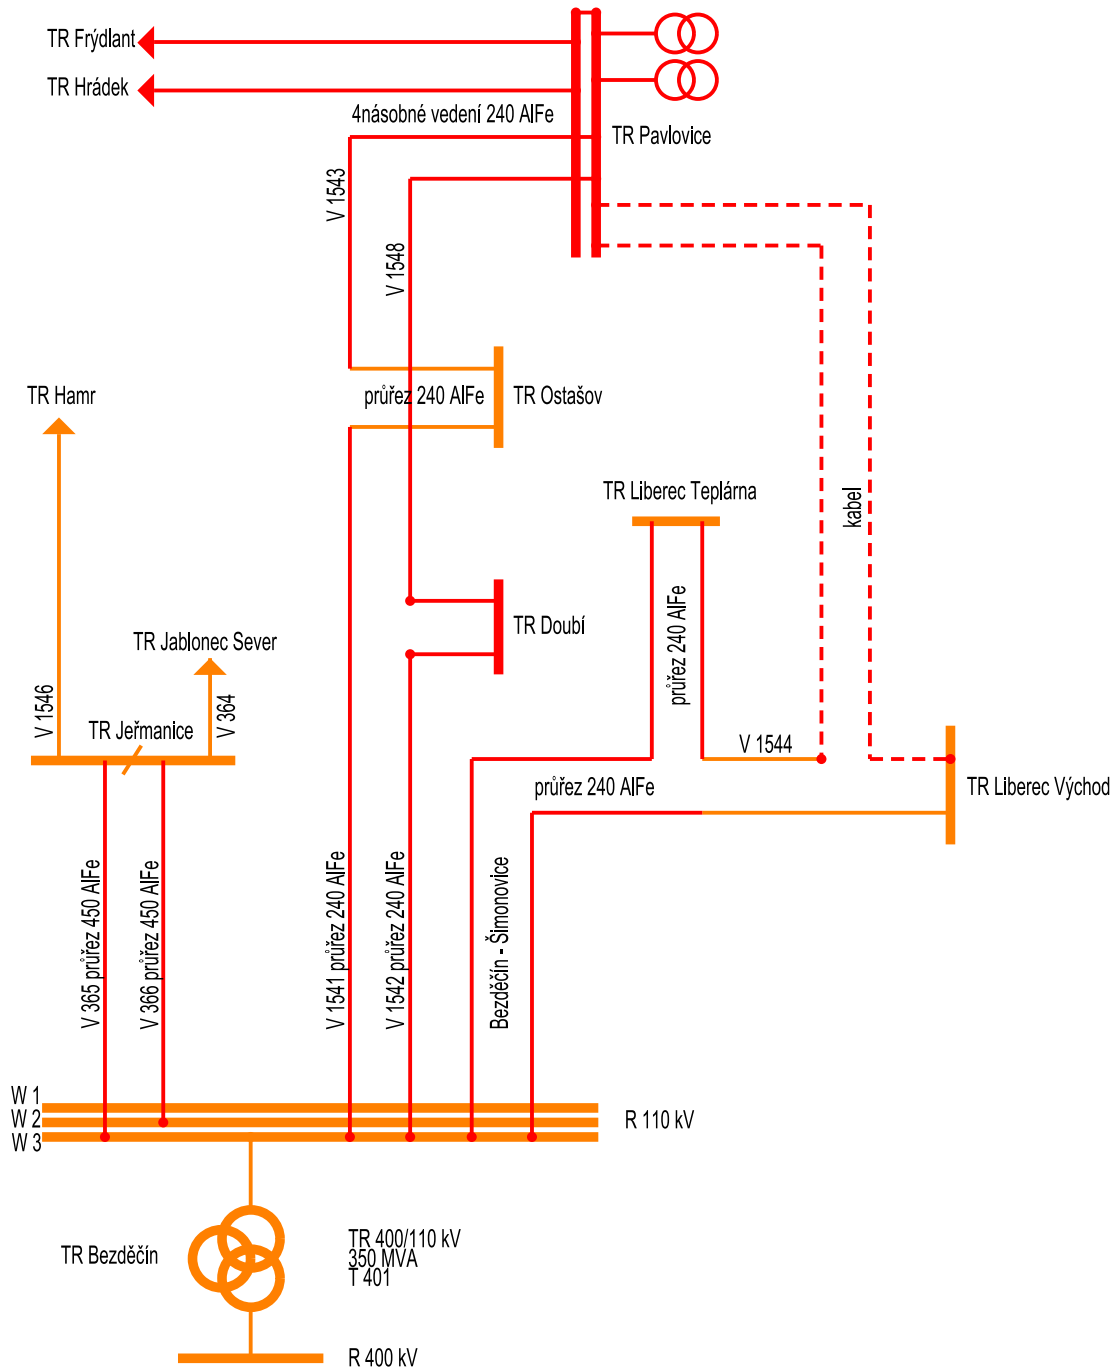 TR Frýdlant
TR Hrádek
4násobné vedení 240 AlFe
TR Pavlovice
V 1543
V 1548
TR Hamr
průřez 240 AlFe
TR Ostašov
TR Liberec Teplárna
kabel
TR Doubí
průřez 240 AlFe
TR Jablonec Sever
V 1546
V 364
TR Jeřmanice
V 1544
průřez 240 AlFe
TR Liberec Východ
V 365 průřez 450 AlFe
V 366 průřez 450 AlFe
V 1541 průřez 240 AlFe
V 1542 průřez 240 AlFe
Bezděčín - Šimonovice
W 1
W 2
W 3
R 110 kV
TR Bezděčín
TR 400/110 kV
350 MVA
T 401
R 400 kV